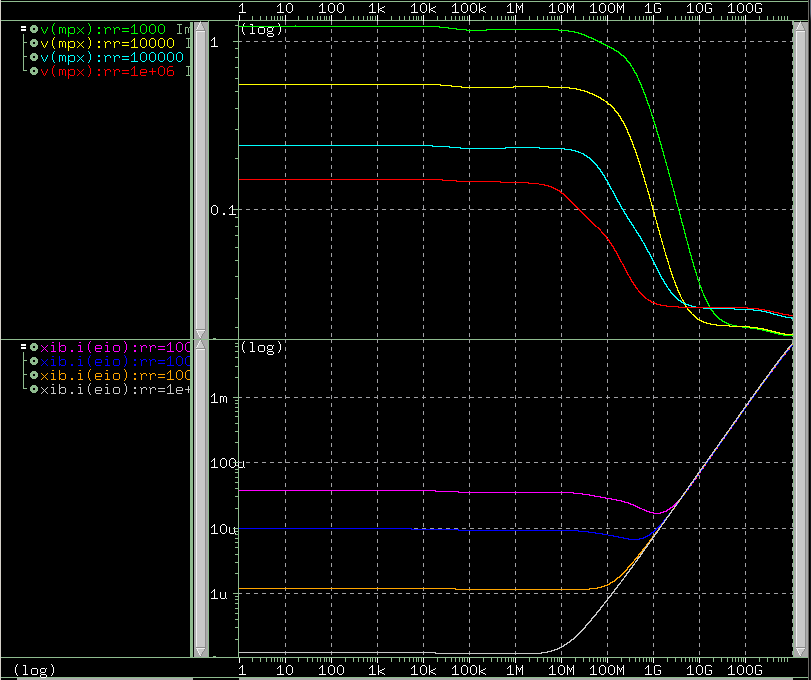 1 10 100 1k 10k 100k 1M 10M 100M 1G 10G 100G
v(mpx):rr=1000 Im
v(mpx):rr=10000 I
v(mpx):rr=100000
v(mpx):rr=1e+06 I
(log)
1
0.1
xib.i(eio):rr=100
xib.i(eio):rr=100
xib.i(eio):rr=100
xib.i(eio):rr=1e+
(log)
1m
100u
10u
1u
(log)
1 10 100 1k 10k 100k 1M 10M 100M 1G 10G 100G